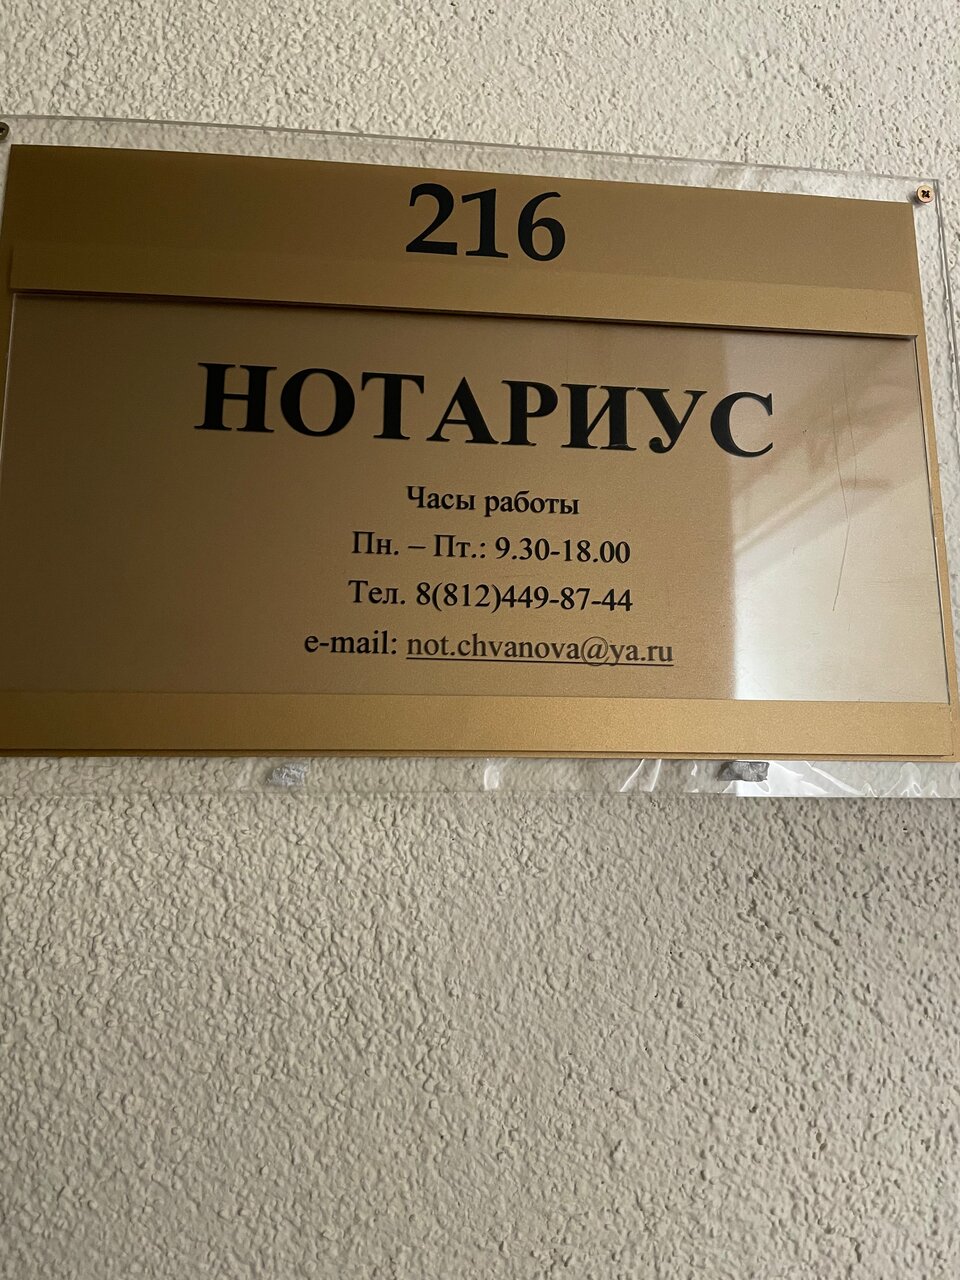 216
НОТАРИУС
Часы работы
Пн. – Пт.: 9.30-18.00
Тел. 8(812)449-87-44
e-mail: not.chvanova@ya.ru